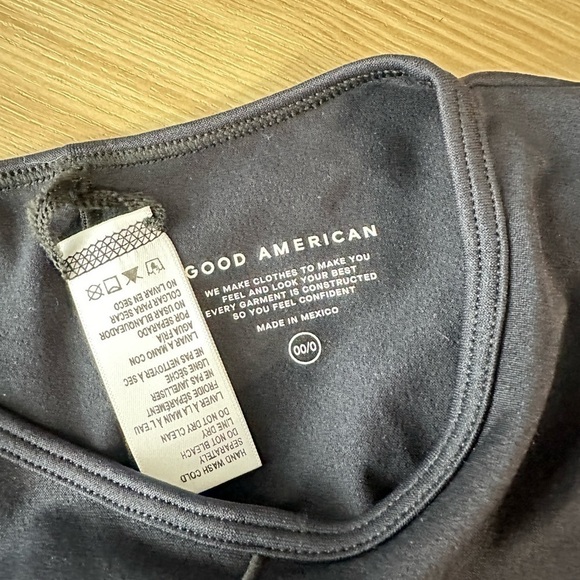 GOOD AMERICAN
WE MAKE CLOTHES TO MAKE YOU
FEEL AND LOOK YOUR BEST
EVERY GARMENT IS CONSTRUCTED
SO YOU FEEL CONFIDENT
MADE IN MEXICO
00/0
HAND WASH COLD
SEPARATELY
DO NOT BLEACH
LINE DRY
DO NOT DRY CLEAN
LAVER À LA MAIN À L'EAU
FROIDE SÉPARÉMENT
NE PAS JAVELLISER
LIGNE SÈCHE
NE PAS NETTOYER À SEC
LAVAR A MANO CON
AGUA FRIA
POR SEPARADO
NO USAR BLANQUEADOR
COLGAR PARA SECAR
NO LAVAR EN SECO